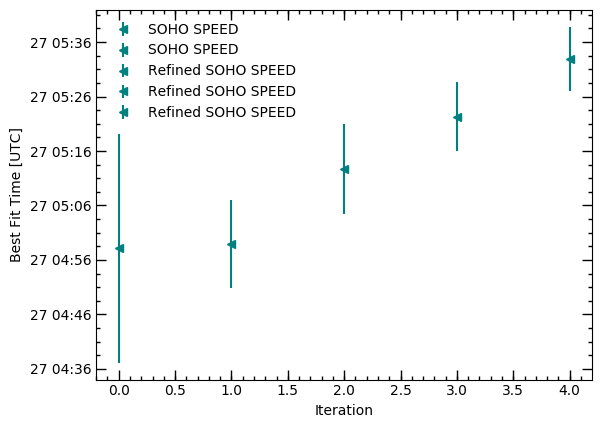 SOHO SPEED
SOHO SPEED
Refined SOHO SPEED
Refined SOHO SPEED
Refined SOHO SPEED
27 05:36
27 05:26
27 05:16
27 05:06
27 04:56
27 04:46
27 04:36
Best Fit Time [UTC]
0.0 0.5 1.0 1.5 2.0 2.5 3.0 3.5 4.0
Iteration